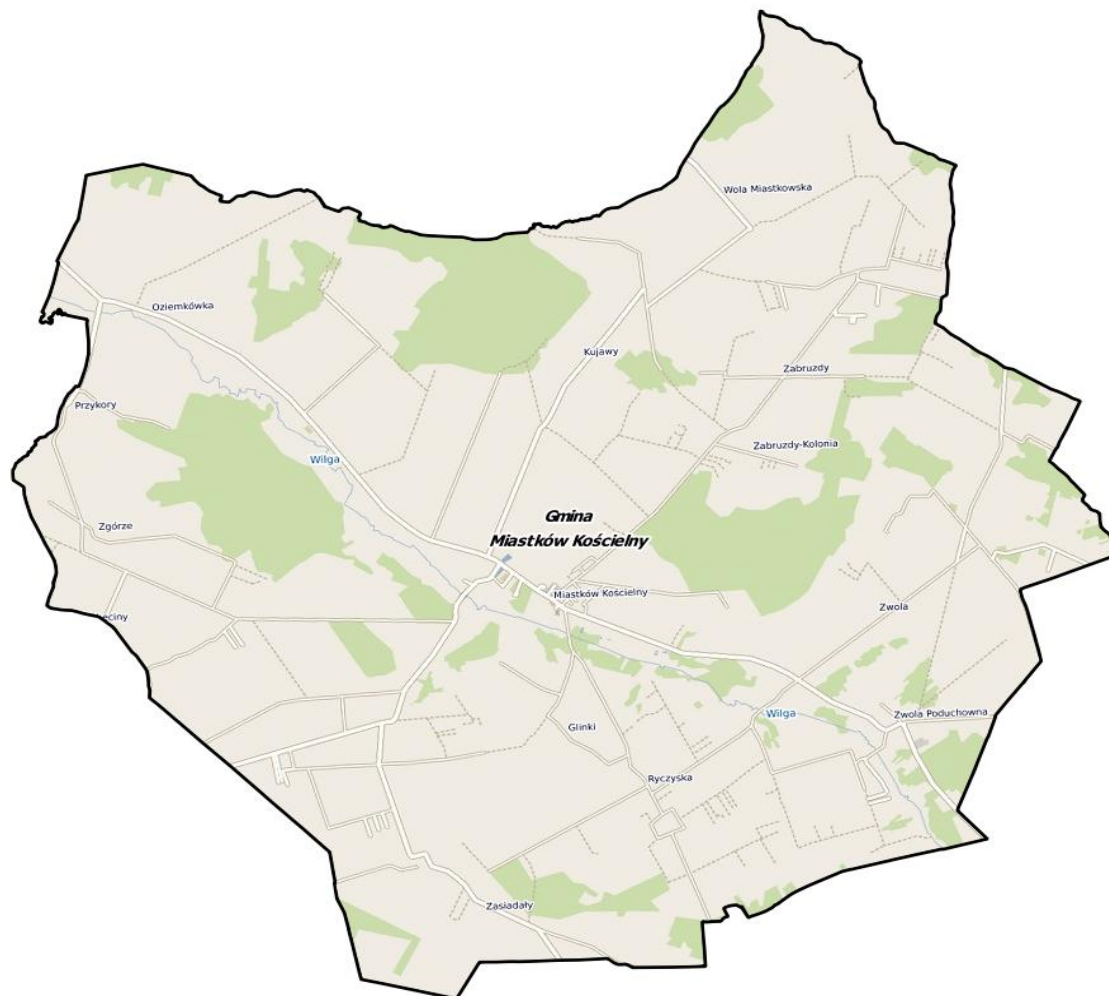 Wola Miastkowska
Oziemkówka
Kujawy
Zabruzdy
Przykory
Zabruzdy-Kolonia
Wilga
Gmina
Miastków Kościelny
Zgórze
Miastków Kościelny
Zwola
Wilga
Zwola Poduchowna
Glinki
Ryczyska
Zasiadały